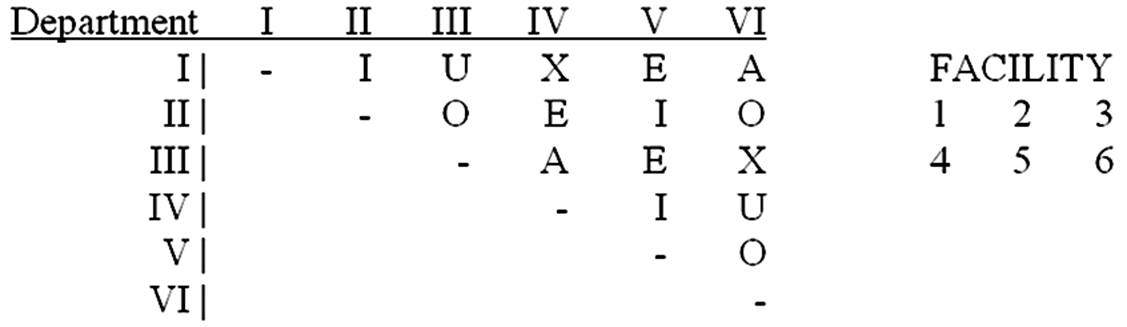 Department I II III IV V VI
I | - I U X E A FACILITY
II | - O E I O 1 2 3
III | - A E X 4 5 6
IV | - I U
V | - O
VI | -